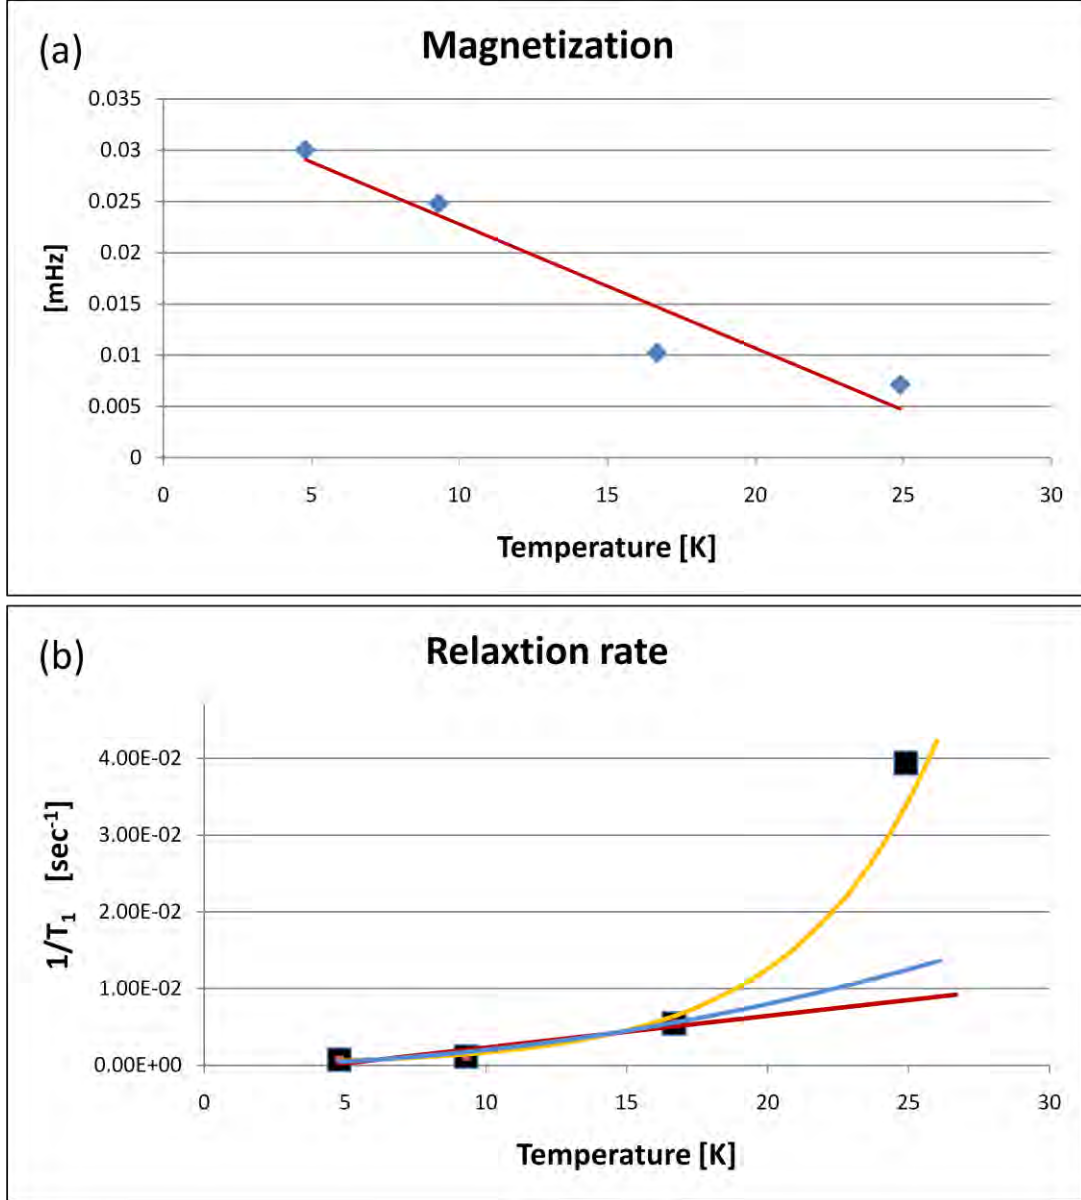 (a)
Magnetization
0.035
0.03
0.025
0.02
0.015
0.01
0.005
0
[mHz]
0 5 10 15 20 25 30
Temperature [K]
(b)
Relaxtion rate
4.00E-02
3.00E-02
2.00E-02
1.00E-02
0.00E+00
1/T₁ [sec⁻¹]
0 5 10 15 20 25 30
Temperature [K]